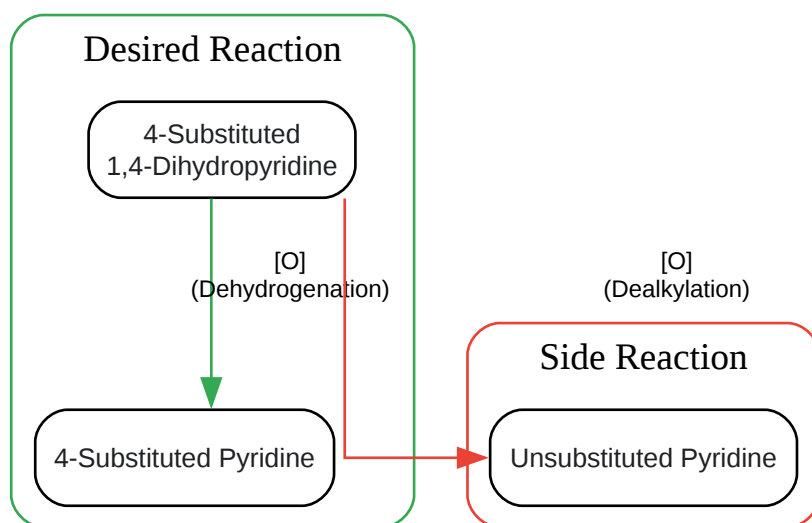 Desired Reaction
4-Substituted
1,4-Dihydropyridine
[O]
(Dehydrogenation)
[O]
(Dealkylation)
Side Reaction
4-Substituted Pyridine
Unsubstituted Pyridine